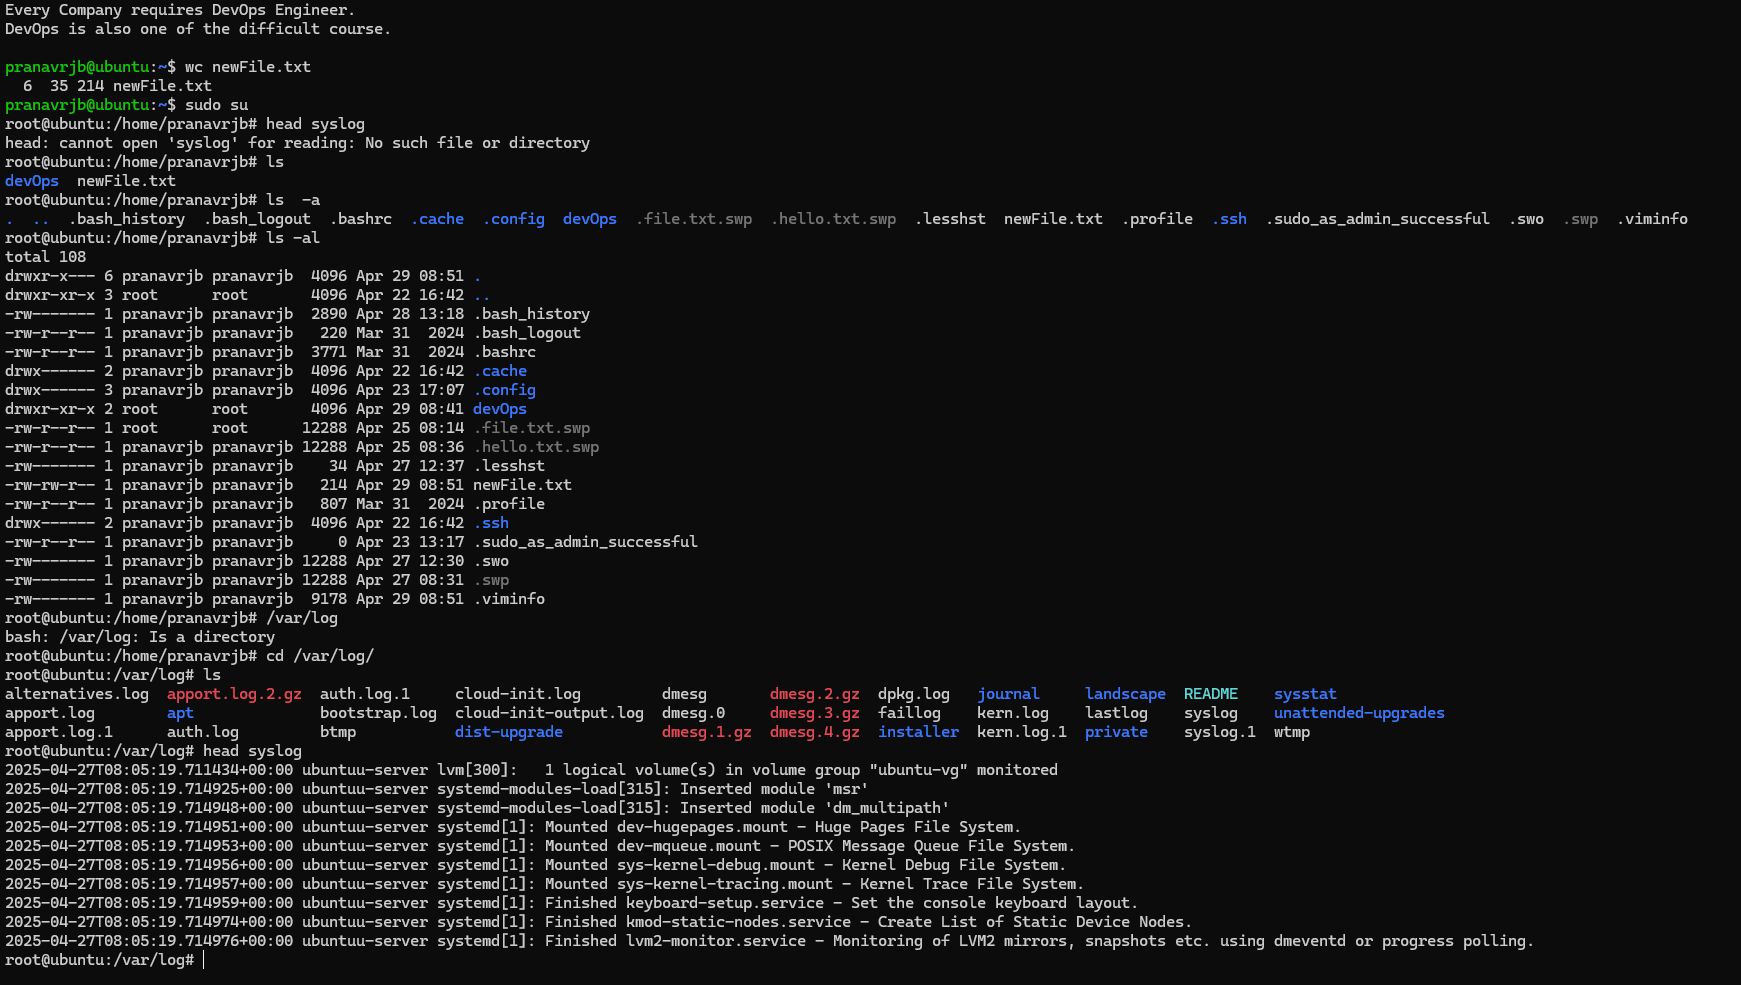 Every Company requires DevOps Engineer.
DevOps is also one of the difficult course.

pranavrjb@ubuntu:~$ wc newFile.txt
  6  35 214 newFile.txt
pranavrjb@ubuntu:~$ sudo su
root@ubuntu:/home/pranavrjb# head syslog
head: cannot open 'syslog' for reading: No such file or directory
root@ubuntu:/home/pranavrjb# ls
devOps  newFile.txt
root@ubuntu:/home/pranavrjb# ls  -a
.  ..  .bash_history  .bash_logout  .bashrc  .cache  .config  devOps  .file.txt.swp  .hello.txt.swp  .lesshst  newFile.txt  .profile  .ssh  .sudo_as_admin_successful  .swo  .swp  .viminfo
root@ubuntu:/home/pranavrjb# ls -al
total 108
drwxr-x--- 6 pranavrjb pranavrjb  4096 Apr 29 08:51 .
drwxr-xr-x 3 root      root       4096 Apr 22 16:42 ..
-rw------- 1 pranavrjb pranavrjb  2890 Apr 28 13:18 .bash_history
-rw-r--r-- 1 pranavrjb pranavrjb   220 Mar 31  2024 .bash_logout
-rw-r--r-- 1 pranavrjb pranavrjb  3771 Mar 31  2024 .bashrc
drwx------ 2 pranavrjb pranavrjb  4096 Apr 22 16:42 .cache
drwx------ 3 pranavrjb pranavrjb  4096 Apr 23 17:07 .config
drwxr-xr-x 2 root      root       4096 Apr 29 08:41 devOps
-rw-r--r-- 1 root      root      12288 Apr 25 08:14 .file.txt.swp
-rw-r--r-- 1 pranavrjb pranavrjb 12288 Apr 25 08:36 .hello.txt.swp
-rw------- 1 pranavrjb pranavrjb    34 Apr 27 12:37 .lesshst
-rw-rw-r-- 1 pranavrjb pranavrjb   214 Apr 29 08:51 newFile.txt
-rw-r--r-- 1 pranavrjb pranavrjb   807 Mar 31  2024 .profile
drwx------ 2 pranavrjb pranavrjb  4096 Apr 22 16:42 .ssh
-rw-r--r-- 1 pranavrjb pranavrjb     0 Apr 23 13:17 .sudo_as_admin_successful
-rw------- 1 pranavrjb pranavrjb 12288 Apr 27 12:30 .swo
-rw------- 1 pranavrjb pranavrjb 12288 Apr 27 08:31 .swp
-rw------- 1 pranavrjb pranavrjb  9178 Apr 29 08:51 .viminfo
root@ubuntu:/home/pranavrjb# /var/log
bash: /var/log: Is a directory
root@ubuntu:/home/pranavrjb# cd /var/log/
root@ubuntu:/var/log# ls
alternatives.log  apport.log.2.gz  auth.log.1     cloud-init.log         dmesg       dmesg.2.gz  dpkg.log   journal     landscape  README    sysstat
apport.log        apt              bootstrap.log  cloud-init-output.log  dmesg.0     dmesg.3.gz  faillog    kern.log    lastlog    syslog    unattended-upgrades
apport.log.1      auth.log         btmp           dist-upgrade           dmesg.1.gz  dmesg.4.gz  installer  kern.log.1  private    syslog.1  wtmp
root@ubuntu:/var/log# head syslog
2025-04-27T08:05:19.711434+00:00 ubuntuu-server lvm[300]:   1 logical volume(s) in volume group "ubuntu-vg" monitored
2025-04-27T08:05:19.714925+00:00 ubuntuu-server systemd-modules-load[315]: Inserted module 'msr'
2025-04-27T08:05:19.714948+00:00 ubuntuu-server systemd-modules-load[315]: Inserted module 'dm_multipath'
2025-04-27T08:05:19.714951+00:00 ubuntuu-server systemd[1]: Mounted dev-hugepages.mount - Huge Pages File System.
2025-04-27T08:05:19.714953+00:00 ubuntuu-server systemd[1]: Mounted dev-mqueue.mount - POSIX Message Queue File System.
2025-04-27T08:05:19.714956+00:00 ubuntuu-server systemd[1]: Mounted sys-kernel-debug.mount - Kernel Debug File System.
2025-04-27T08:05:19.714957+00:00 ubuntuu-server systemd[1]: Mounted sys-kernel-tracing.mount - Kernel Trace File System.
2025-04-27T08:05:19.714959+00:00 ubuntuu-server systemd[1]: Finished keyboard-setup.service - Set the console keyboard layout.
2025-04-27T08:05:19.714974+00:00 ubuntuu-server systemd[1]: Finished kmod-static-nodes.service - Create List of Static Device Nodes.
2025-04-27T08:05:19.714976+00:00 ubuntuu-server systemd[1]: Finished lvm2-monitor.service - Monitoring of LVM2 mirrors, snapshots etc. using dmeventd or progress polling.
root@ubuntu:/var/log#